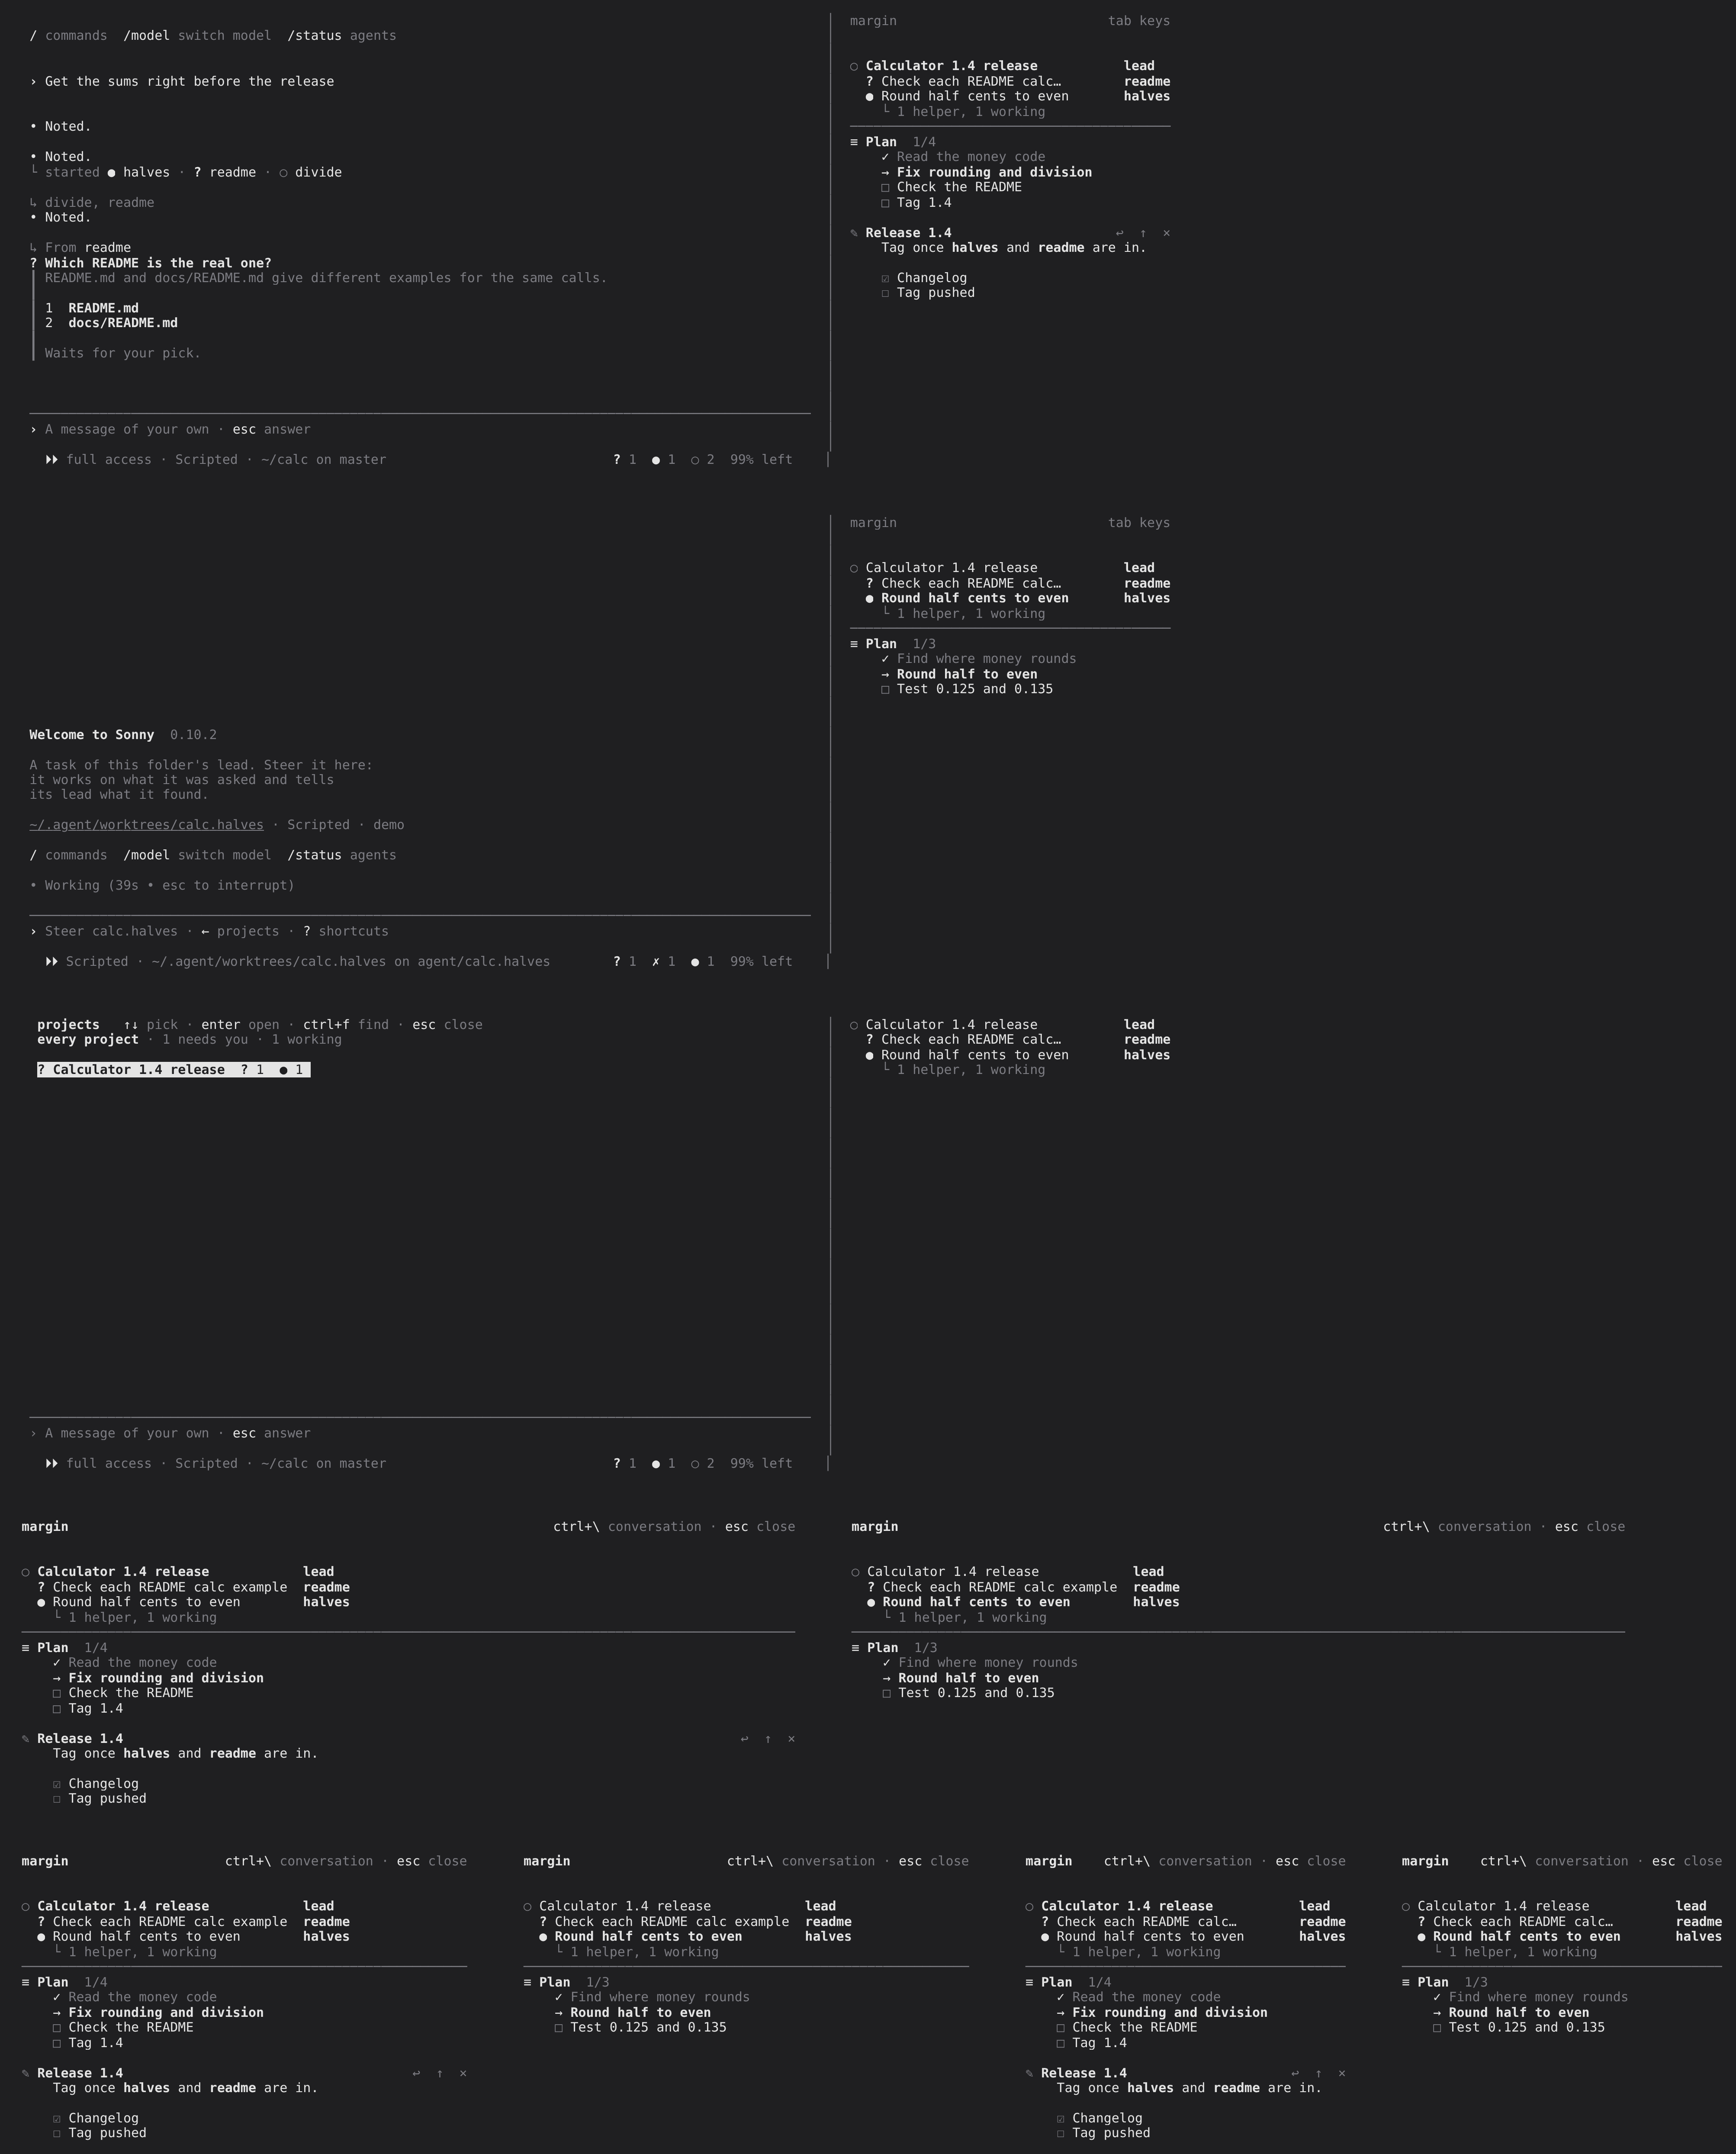 / commands  /model switch model  /status agents
› Get the sums right before the release
• Noted.
• Noted.
└ started ● halves · ? readme · ○ divide
↳ divide, readme
• Noted.
↳ From readme
? Which README is the real one?
README.md and docs/README.md give different examples for the same calls.
1  README.md
2  docs/README.md
Waits for your pick.
› A message of your own · esc answer
⏵⏵ full access · Scripted · ~/calc on master  ? 1  ● 1  ○ 2  99% left
margin  tab keys
○ Calculator 1.4 release  lead
? Check each README calc…  readme
● Round half cents to even  halves
└ 1 helper, 1 working
≡ Plan  1/4
✓ Read the money code
→ Fix rounding and division
□ Check the README
□ Tag 1.4
✎ Release 1.4  ↩  ↑  ×
Tag once halves and readme are in.
☑ Changelog
☐ Tag pushed
Welcome to Sonny  0.10.2
A task of this folder's lead. Steer it here:
it works on what it was asked and tells
its lead what it found.
~/.agent/worktrees/calc.halves · Scripted · demo
/ commands  /model switch model  /status agents
• Working (39s • esc to interrupt)
› Steer calc.halves · ← projects · ? shortcuts
⏵⏵ Scripted · ~/.agent/worktrees/calc.halves on agent/calc.halves  ? 1  ✗ 1  ● 1  99% left
margin  tab keys
○ Calculator 1.4 release  lead
? Check each README calc…  readme
● Round half cents to even  halves
└ 1 helper, 1 working
≡ Plan  1/3
✓ Find where money rounds
→ Round half to even
□ Test 0.125 and 0.135
projects  ↑↓ pick · enter open · ctrl+f find · esc close
every project · 1 needs you · 1 working
? Calculator 1.4 release  ? 1  ● 1
› A message of your own · esc answer
⏵⏵ full access · Scripted · ~/calc on master  ? 1  ● 1  ○ 2  99% left
○ Calculator 1.4 release  lead
? Check each README calc…  readme
● Round half cents to even  halves
└ 1 helper, 1 working
margin  ctrl+\ conversation · esc close
○ Calculator 1.4 release  lead
? Check each README calc example  readme
● Round half cents to even  halves
└ 1 helper, 1 working
≡ Plan  1/4
✓ Read the money code
→ Fix rounding and division
□ Check the README
□ Tag 1.4
✎ Release 1.4  ↩  ↑  ×
Tag once halves and readme are in.
☑ Changelog
☐ Tag pushed
margin  ctrl+\ conversation · esc close
○ Calculator 1.4 release  lead
? Check each README calc example  readme
● Round half cents to even  halves
└ 1 helper, 1 working
≡ Plan  1/3
✓ Find where money rounds
→ Round half to even
□ Test 0.125 and 0.135
margin  ctrl+\ conversation · esc close
○ Calculator 1.4 release  lead
? Check each README calc example  readme
● Round half cents to even  halves
└ 1 helper, 1 working
≡ Plan  1/4
✓ Read the money code
→ Fix rounding and division
□ Check the README
□ Tag 1.4
✎ Release 1.4  ↩  ↑  ×
Tag once halves and readme are in.
☑ Changelog
☐ Tag pushed
margin  ctrl+\ conversation · esc close
○ Calculator 1.4 release  lead
? Check each README calc example  readme
● Round half cents to even  halves
└ 1 helper, 1 working
≡ Plan  1/3
✓ Find where money rounds
→ Round half to even
□ Test 0.125 and 0.135
margin  ctrl+\ conversation · esc close
○ Calculator 1.4 release  lead
? Check each README calc…  readme
● Round half cents to even  halves
└ 1 helper, 1 working
≡ Plan  1/4
✓ Read the money code
→ Fix rounding and division
□ Check the README
□ Tag 1.4
✎ Release 1.4  ↩  ↑  ×
Tag once halves and readme are in.
☑ Changelog
☐ Tag pushed
margin  ctrl+\ conversation · esc close
○ Calculator 1.4 release  lead
? Check each README calc…  readme
● Round half cents to even  halves
└ 1 helper, 1 working
≡ Plan  1/3
✓ Find where money rounds
→ Round half to even
□ Test 0.125 and 0.135